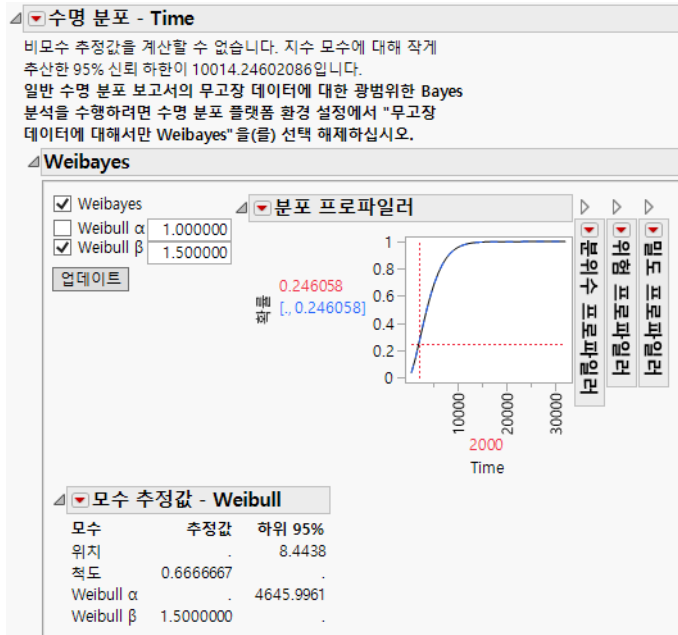 수명 분포 - Time
비모수 추정값을 계산할 수 없습니다. 지수 모수에 대해 작게
추산한 95% 신뢰 하한이 10014.24602086입니다.
일반 수명 분포 보고서의 무고장 데이터에 대한 광범위한 Bayes
분석을 수행하려면 수명 분포 플랫폼 환경 설정에서 "무고장
데이터에 대해서만 Weibayes"을(를) 선택 해제하십시오.
Weibayes
Weibayes
Weibull α 1.000000
Weibull β 1.500000
업데이트
분포 프로파일러
확률
0.246058
[., 0.246058]
1
0.8
0.6
0.4
0.2
0
10000
20000
30000
2000
Time
분위수 프로파일러
위험 프로파일러
밀도 프로파일러
모수 추정값 - Weibull
모수 추정값 하위 95%
위치 . 8.4438
척도 0.6666667 .
Weibull α . 4645.9961
Weibull β 1.5000000 .